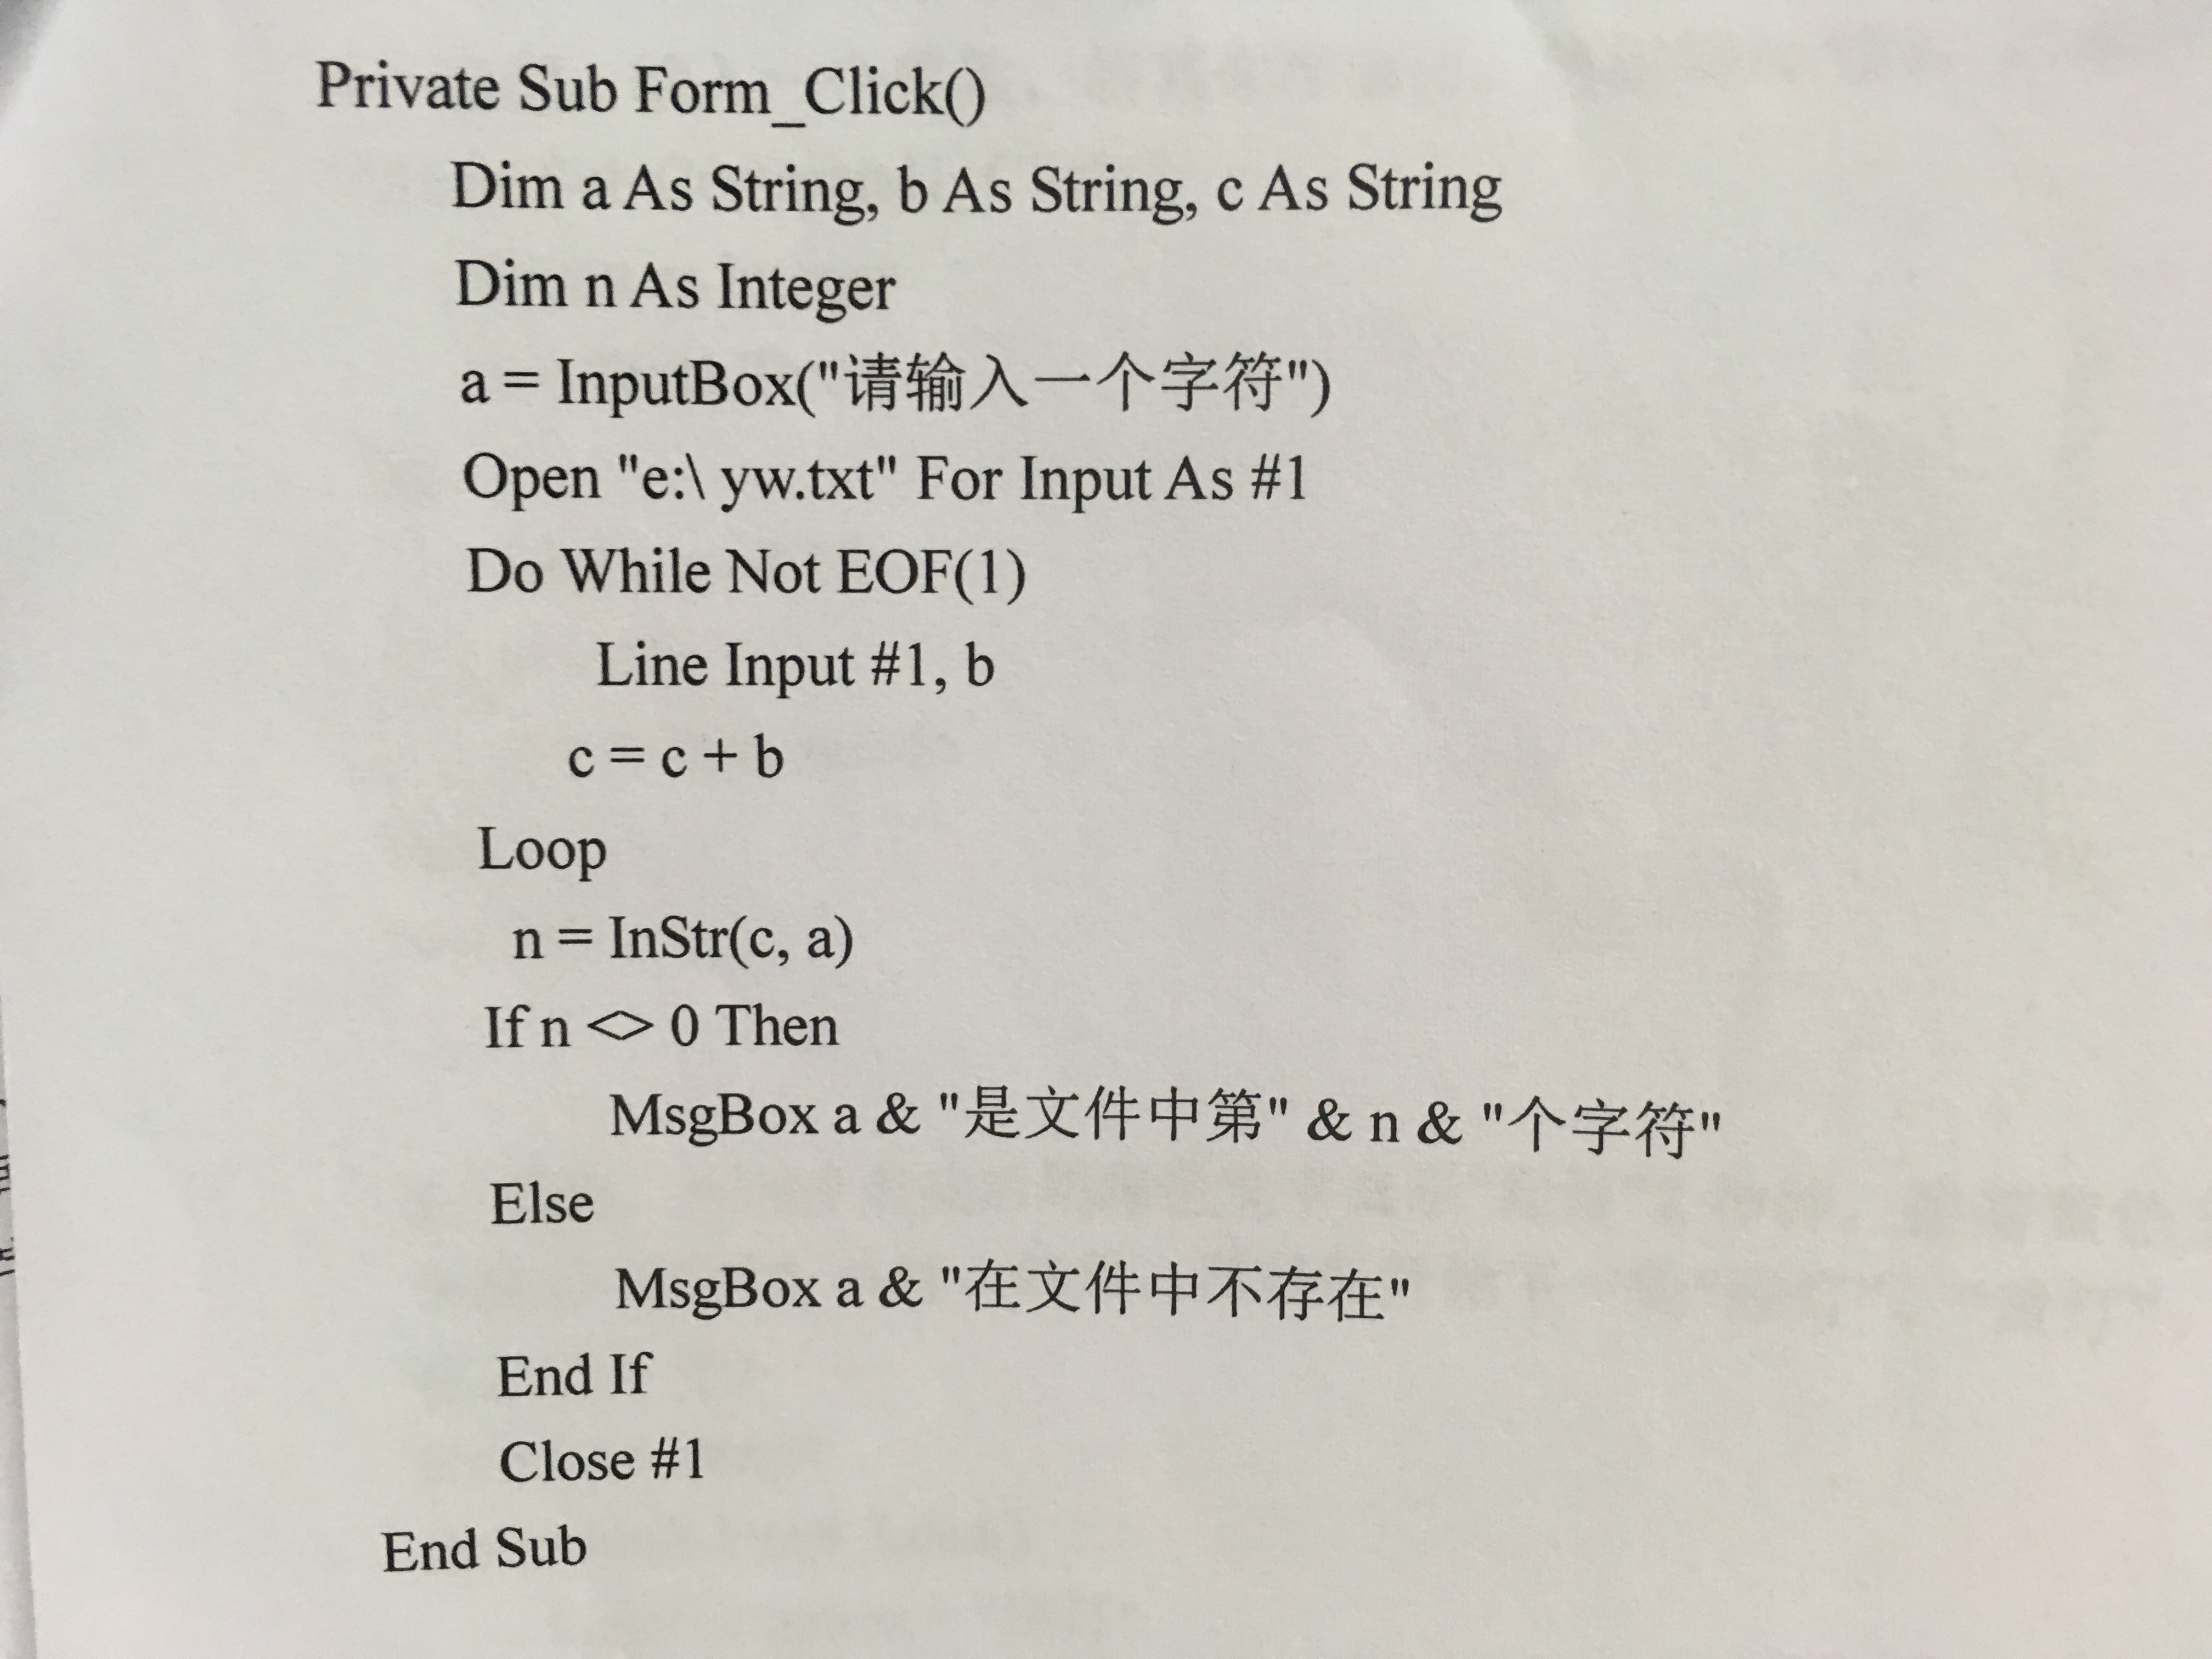 Private Sub Form_Click()
Dim a As String, b As String, c As String
Dim n As Integer
a = InputBox("请输入一个字符")
Open "e:\ yw.txt" For Input As #1
Do While Not EOF(1)
Line Input #1, b
c = c + b
Loop
n = InStr(c, a)
If n <> 0 Then
MsgBox a & "是文件中第" & n & "个字符"
Else
MsgBox a & "在文件中不存在"
End If
Close #1
End Sub